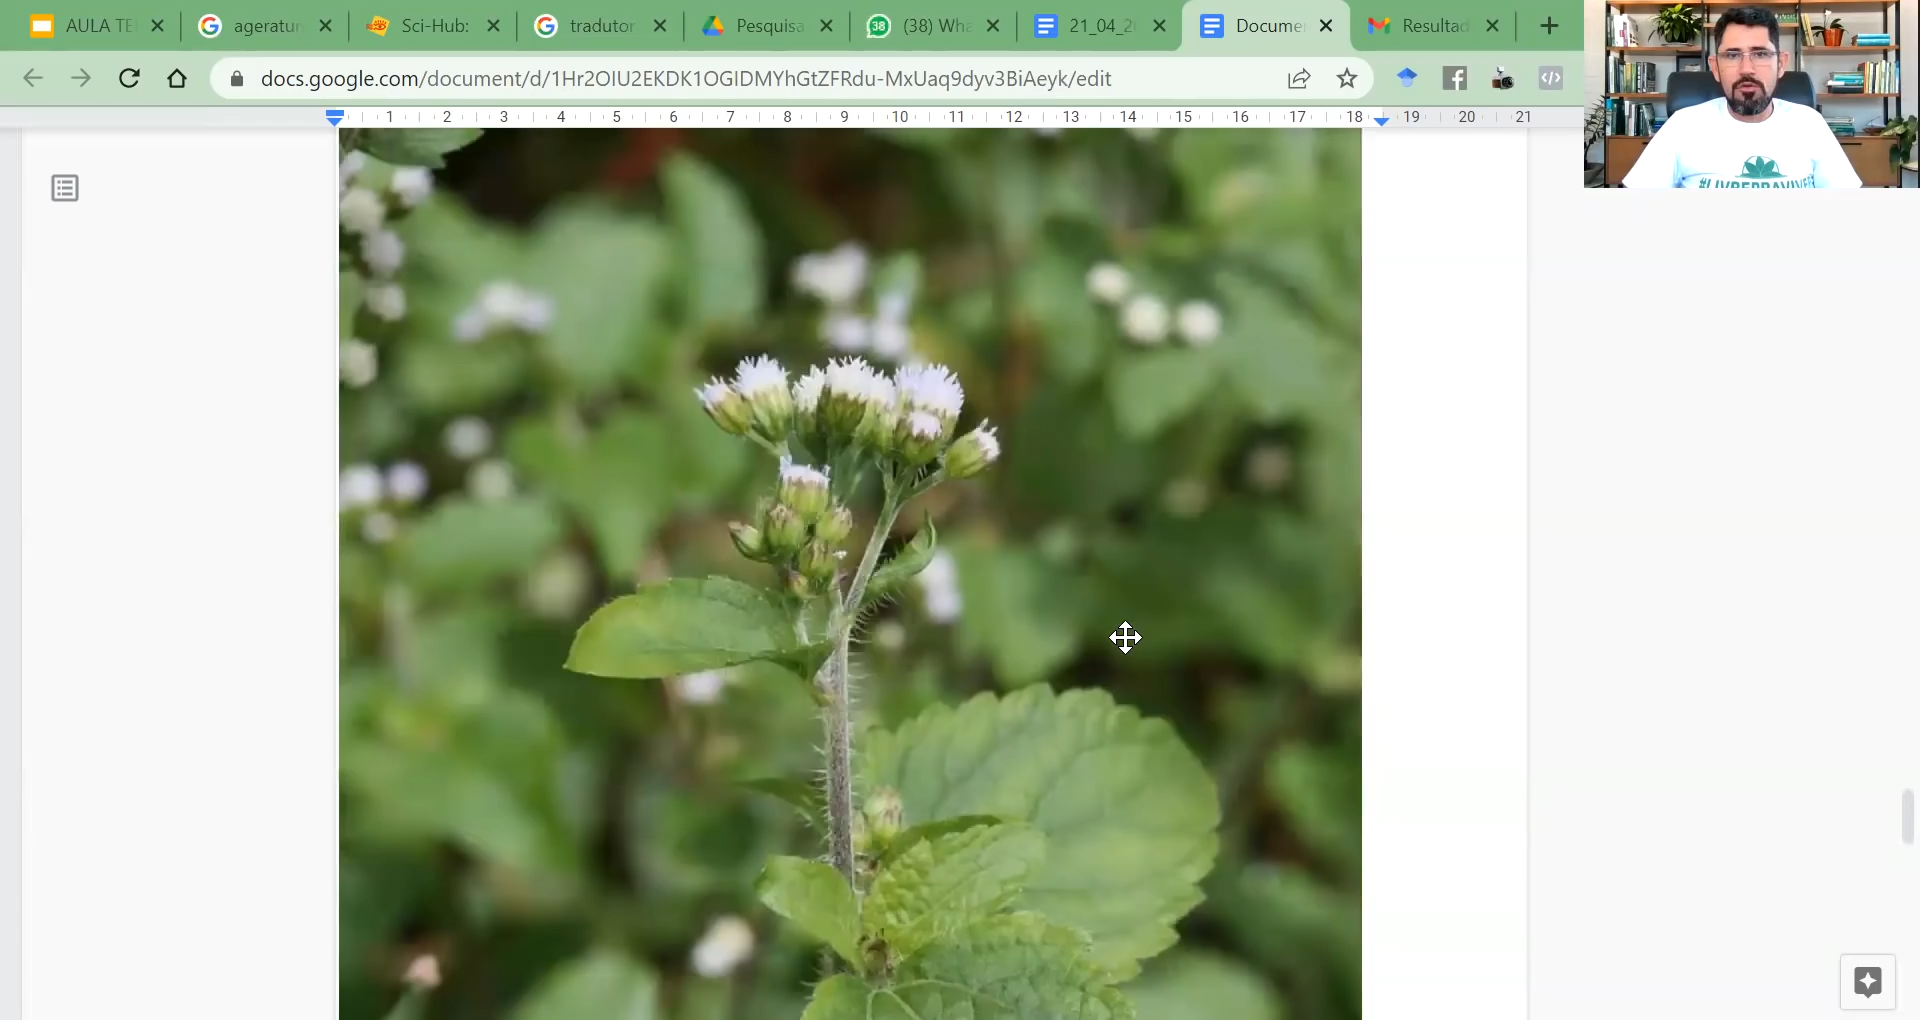 AULA TE
ageratum
Sci-Hub:
tradutor
Pesquisa
(38) Wha
21_04_2
Docume
Resultad
docs.google.com/document/d/1Hr2OIU2EKDK1OGIDMYhGtZFRdu-MxUaq9dyv3BiAeyk/edit
1 2 3 4 5 6 7 8 9 10 11 12 13 14 15 16 17 18 19 20 21